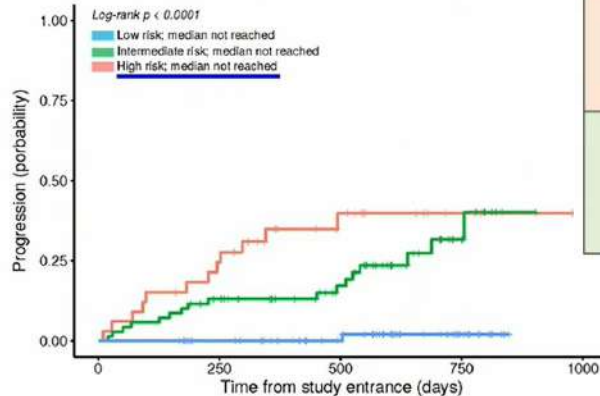 Log-rank p < 0.0001
Low risk; median not reached
Intermediate risk; median not reached
High risk; median not reached
1.00
0.75
0.50
0.25
0.00
Progression (porbability)
0
250
500
750
1000
Time from study entrance (days)